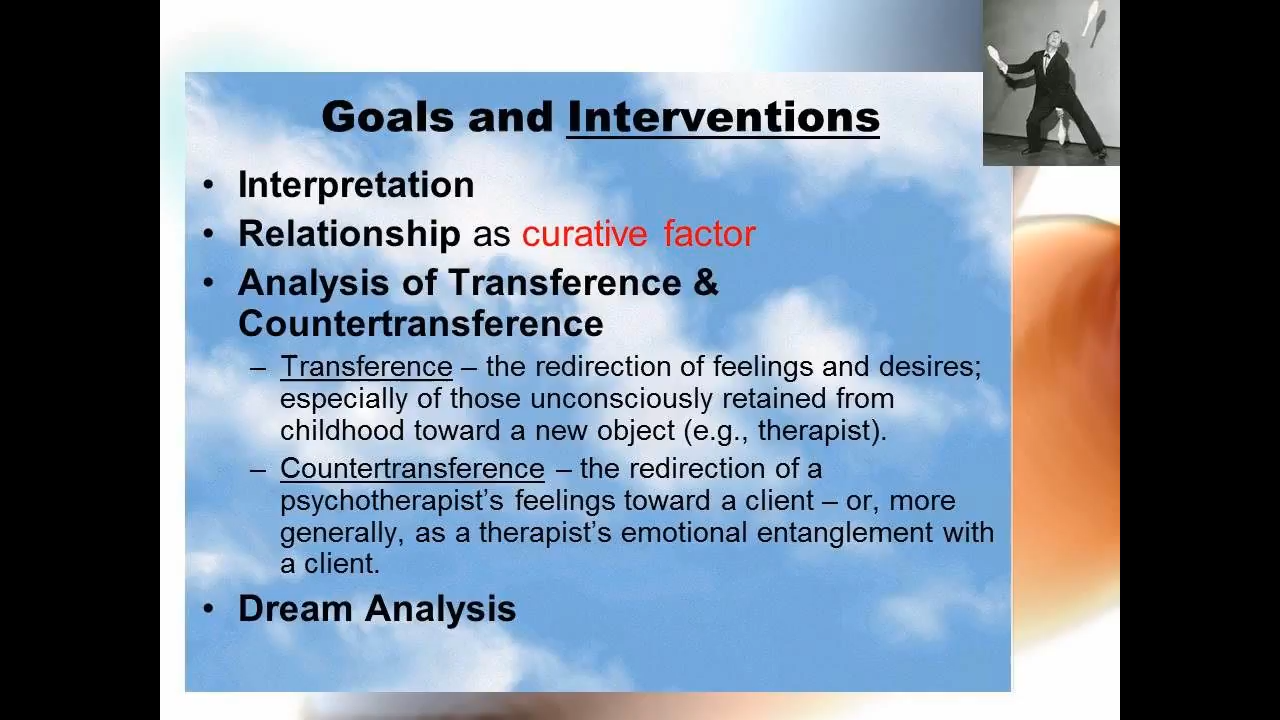 Goals and Interventions
• Interpretation
• Relationship as curative factor
• Analysis of Transference &
Countertransference
– Transference – the redirection of feelings and desires;
especially of those unconsciously retained from
childhood toward a new object (e.g., therapist).
– Countertransference – the redirection of a
psychotherapist's feelings toward a client – or, more
generally, as a therapist's emotional entanglement with
a client.
• Dream Analysis